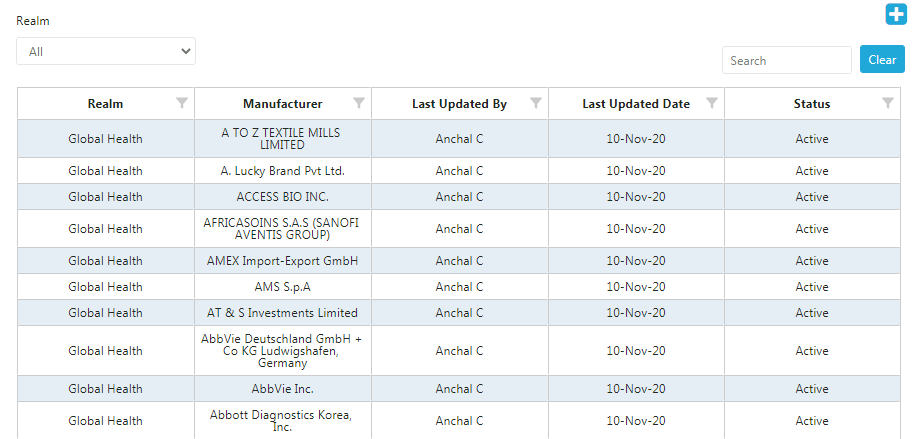 Realm
All
Search
Clear
Realm Manufacturer Last Updated By Last Updated Date Status
Global Health A TO Z TEXTILE MILLS LIMITED Anchal C 10-Nov-20 Active
Global Health A. Lucky Brand Pvt Ltd. Anchal C 10-Nov-20 Active
Global Health ACCESS BIO INC. Anchal C 10-Nov-20 Active
Global Health AFRICASOINS S.A.S (SANOFI AVENTIS GROUP) Anchal C 10-Nov-20 Active
Global Health AMEX Import-Export GmbH Anchal C 10-Nov-20 Active
Global Health AMS S.p.A Anchal C 10-Nov-20 Active
Global Health AT & S Investments Limited Anchal C 10-Nov-20 Active
Global Health AbbVie Deutschland GmbH + Co KG Ludwigshafen, Germany Anchal C 10-Nov-20 Active
Global Health AbbVie Inc. Anchal C 10-Nov-20 Active
Global Health Abbott Diagnostics Korea, Inc. Anchal C 10-Nov-20 Active